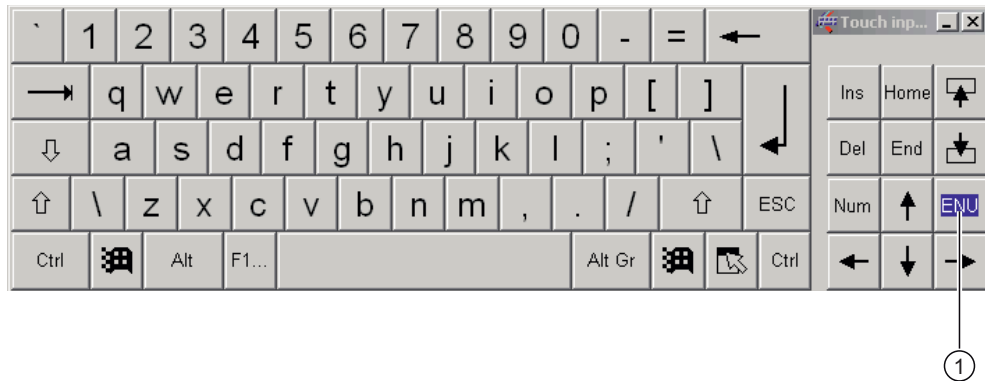 ` 1 2 3 4 5 6 7 8 9 0 - = Touch inp...
q w e r t y u i o p [ ] Ins Home
a s d f g h j k l ; ' \ Del End
\ z x c v b n m , . / ESC Num ENU
Ctrl Alt F1... Alt Gr Ctrl
1